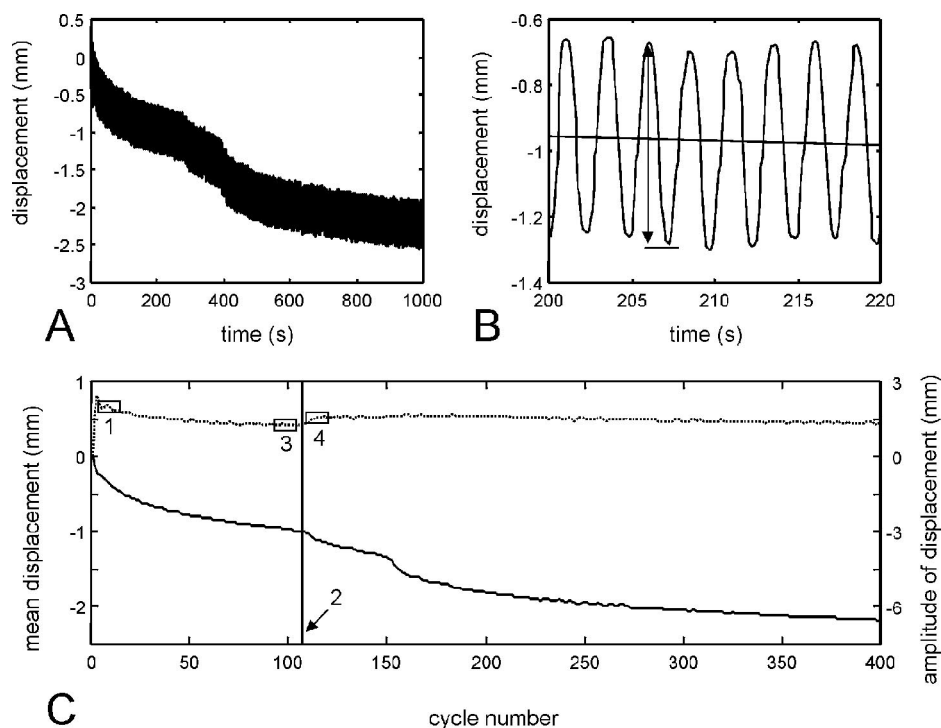 0.5
0
-0.5
-1
-1.5
-2
-2.5
-3
displacement (mm)
0 200 400 600 800 1000
time (s)
A
-0.6
-0.8
-1
-1.2
-1.4
displacement (mm)
200 205 210 215 220
time (s)
B
1
0
-1
-2
mean displacement (mm)
3
0
-3
-6
amplitude of displacement (mm)
1
3
4
2
0 50 100 150 200 250 300 350 400
cycle number
C